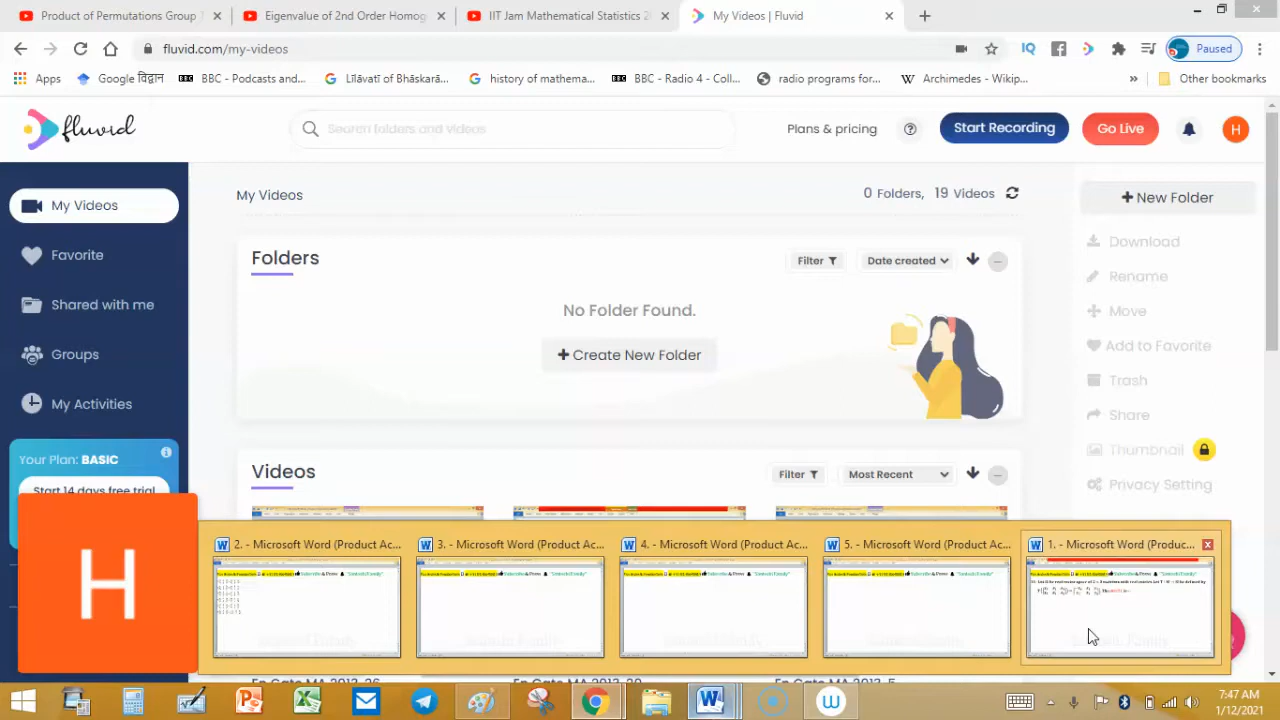 Product of Permutations Group T
Eigenvalue of 2nd Order Homog
IIT Jam Mathematical Statistics 20
My Videos | Fluvid
fluvid.com/my-videos
IQ
Paused
Apps
Google विद्वान
BBC - Podcasts and...
Līlāvatī of Bhāskara...
history of mathema...
BBC - Radio 4 - Coll...
radio programs for...
Archimedes - Wikip...
»
Other bookmarks
fluvid
Search folders and Videos
Plans & pricing
Start Recording
Go Live
H
My Videos
My Videos
0 Folders, 19 Videos
+ New Folder
Favorite
Folders
Filter
Date created
Download
Rename
Shared with me
No Folder Found.
Move
Groups
+ Create New Folder
Add to Favorite
Trash
My Activities
Share
Your Plan: BASIC
Thumbnail
Videos
Filter
Most Recent
Privacy Setting
Start 14 days free trial
H
2. - Microsoft Word (Product Ac...
3. - Microsoft Word (Product Ac...
4. - Microsoft Word (Product Ac...
5. - Microsoft Word (Product Ac...
1. - Microsoft Word (Produc...
7:47 AM
1/12/2021